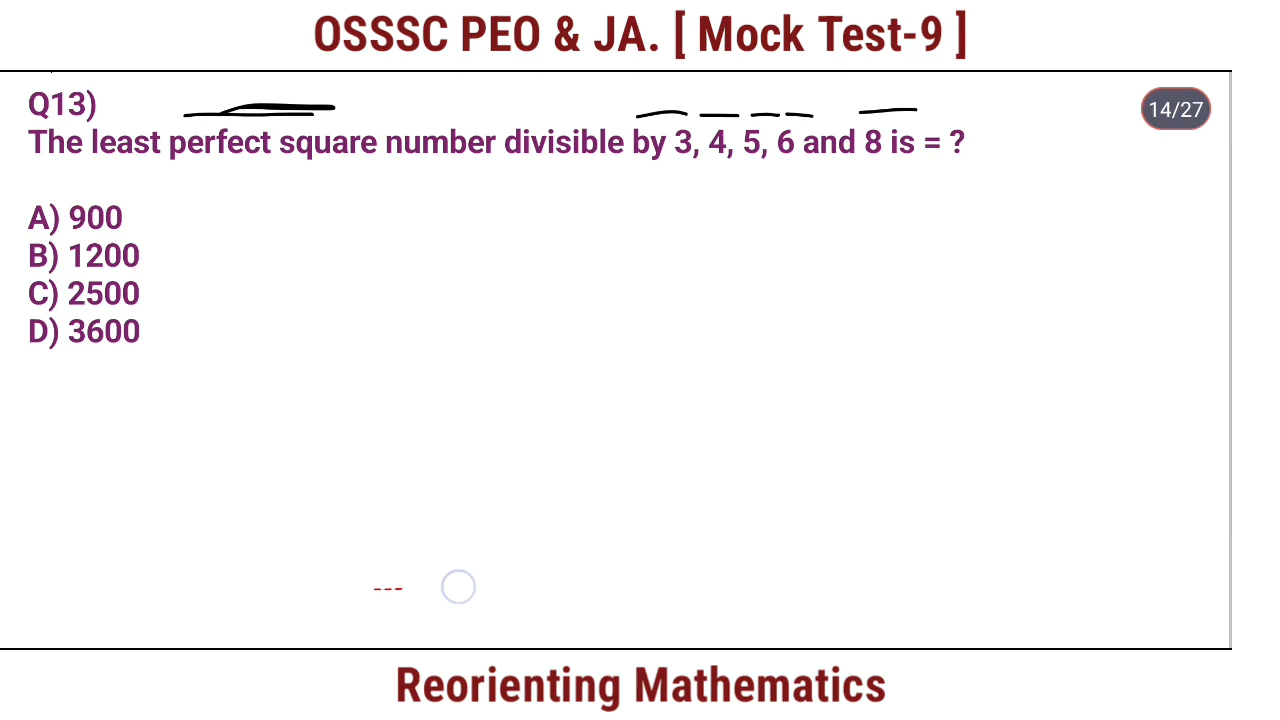 OSSSC PEO & JA. [ Mock Test-9 ]
Q13)
14/27
The least perfect square number divisible by 3, 4, 5, 6 and 8 is = ?
A) 900
B) 1200
C) 2500
D) 3600
Reorienting Mathematics